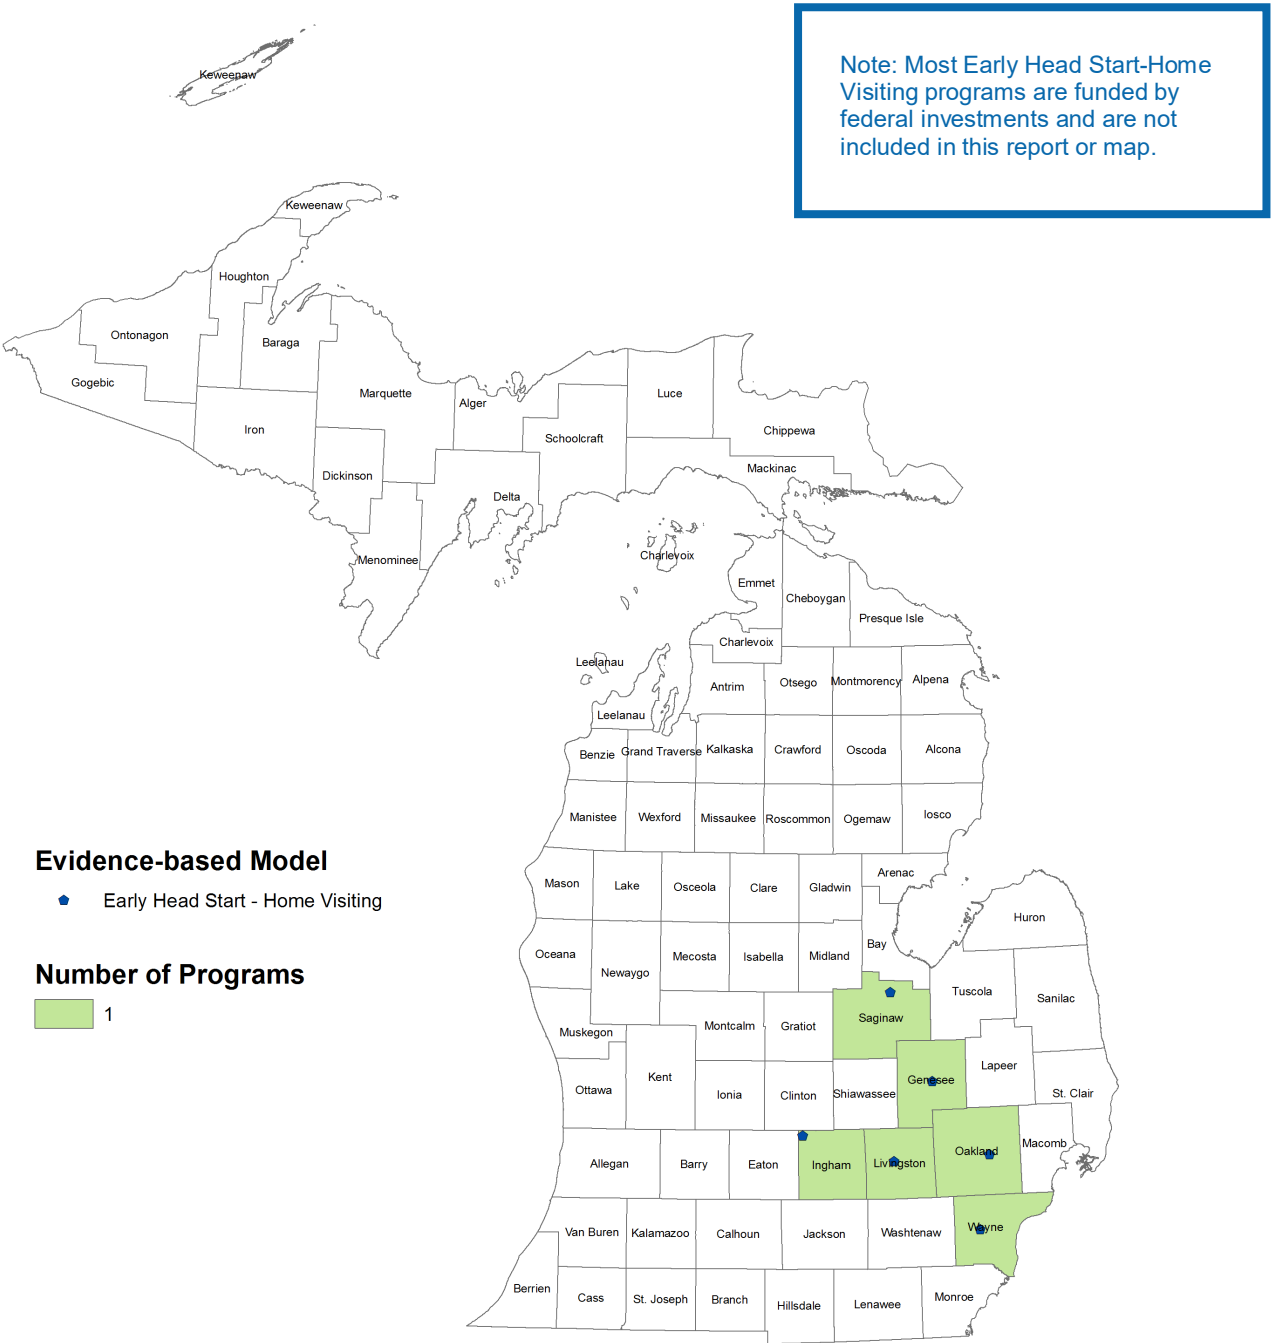 Keweenaw
Note: Most Early Head Start-Home
Visiting programs are funded by
federal investments and are not
included in this report or map.
Keweenaw
Houghton
Ontonagon
Baraga
Gogebic
Marquette
Luce
Alger
Iron
Chippewa
Schoolcraft
Mackinac
Dickinson
Delta
Charlevoix
Menominee
Emmet
Cheboygan
Presque Isle
Charlevoix
Leelanau
Antrim
Otsego
Montmorency
Alpena
Leelanau
Benzie
Grand Traverse
Kalkaska
Crawford
Oscoda
Alcona
Manistee
Wexford
Missaukee
Roscommon
Ogemaw
Iosco
Evidence-based Model
Early Head Start - Home Visiting
Number of Programs
1
Mason
Lake
Osceola
Clare
Gladwin
Arenac
Huron
Oceana
Newaygo
Mecosta
Isabella
Midland
Bay
Tuscola
Sanilac
Saginaw
Muskegon
Montcalm
Gratiot
Ottawa
Kent
Ionia
Clinton
Shiawassee
Genesee
Lapeer
St. Clair
Allegan
Barry
Eaton
Ingham
Livingston
Oakland
Macomb
Van Buren
Kalamazoo
Calhoun
Jackson
Washtenaw
Wayne
Berrien
Cass
St. Joseph
Branch
Hillsdale
Lenawee
Monroe